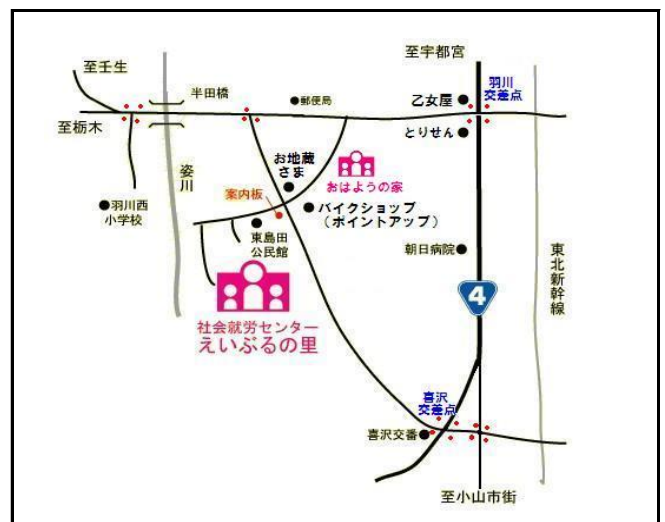 至宇都宮
至壬生
羽川
交差点
半田橋
郵便局
乙女屋
至栃木
とりせん
お地蔵
さま
姿川
おはようの家
案内板
バイクショップ
（ポイントアップ）
羽川西
小学校
東島田
公民館
朝日病院
東北新幹線
4
社会就労センター
えいぶるの里
喜沢
交差点
喜沢交番
至小山市街